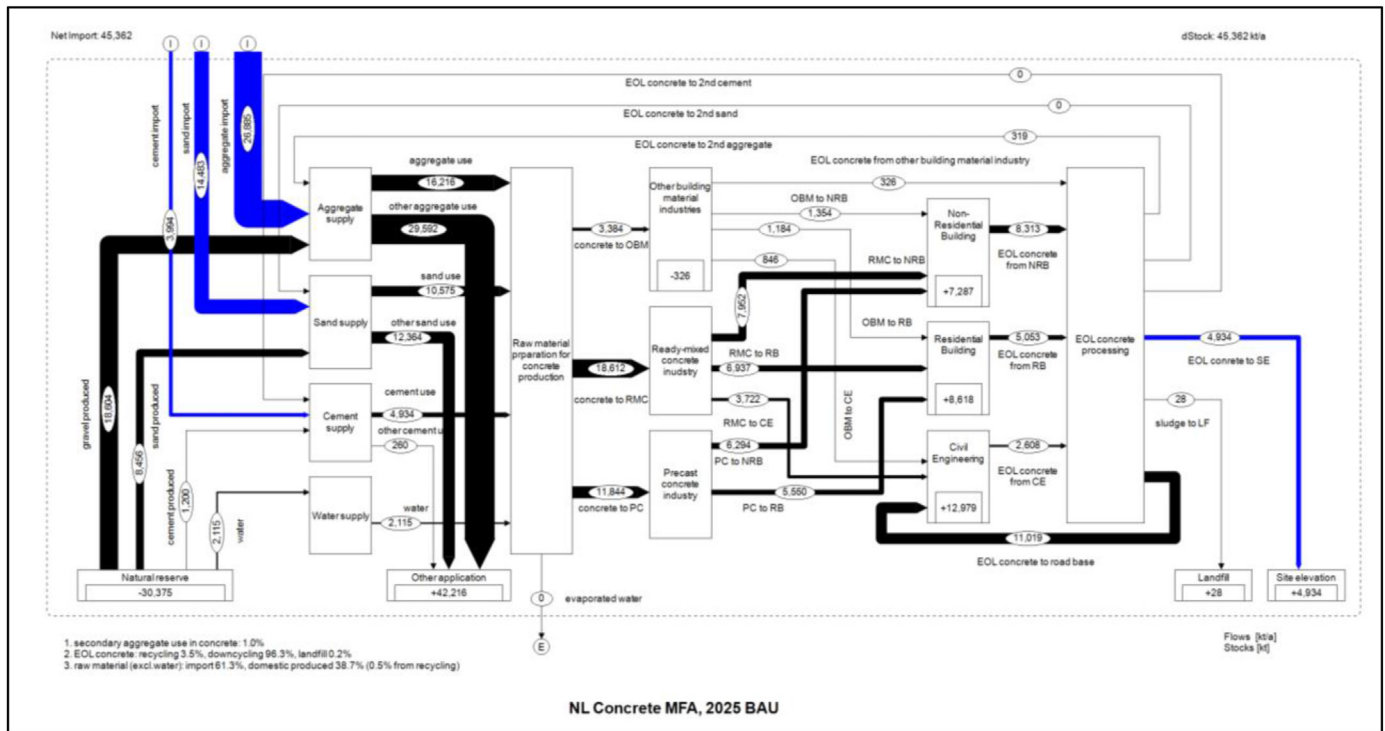 Net Import: 45,362
dStock: 45,362 kt/a
I
I
I
0
EOL concrete to 2nd cement
0
EOL concrete to 2nd sand
319
EOL concrete to 2nd aggregate
cement import
sand import
aggregate import
3,994
14,483
26,885
aggregate use
16,216
other aggregate use
29,592
Aggregate
supply
sand use
10,575
other sand use
12,364
Sand supply
cement use
4,934
other cement u
260
Cement
supply
water
2,115
Water supply
gravel produced
18,604
sand produced
8,456
cement produced
1,200
2,115
water
Natural reserve
-30,375
Other application
+42,216
Raw material
prparation for
concrete
production
0
evaporated water
E
3,384
concrete to OBM
18,612
concrete to RMC
11,844
concrete to PC
Other building
material
industries
-326
Ready-mixed
concrete
inudstry
Precast
concrete
industry
EOL concrete from other building material industry
326
OBM to NRB
1,354
1,184
846
RMC to NRB
7,952
OBM to RB
RMC to RB
6,937
3,722
RMC to CE
OBM to CE
6,294
PC to NRB
5,550
PC to RB
Non-
Residential
Building
+7,287
Residential
Building
+8,618
Civil
Engineering
+12,979
8,313
EOL concrete
from NRB
5,053
EOL concrete
from RB
2,608
EOL concrete
from CE
11,019
EOL concrete to road base
EOL concrete
processing
4,934
EOL conrete to SE
28
sludge to LF
Landfill
+28
Site elevation
+4,934
1. secondary aggregate use in concrete: 1.0%
2. EOL concrete: recycling 3.5%, downcycling 96.3%, landfill 0.2%
3. raw material (excl.water): import 61.3%, domestic produced 38.7% (0.5% from recycling)
Flows [kt/a]
Stocks [kt]
NL Concrete MFA, 2025 BAU